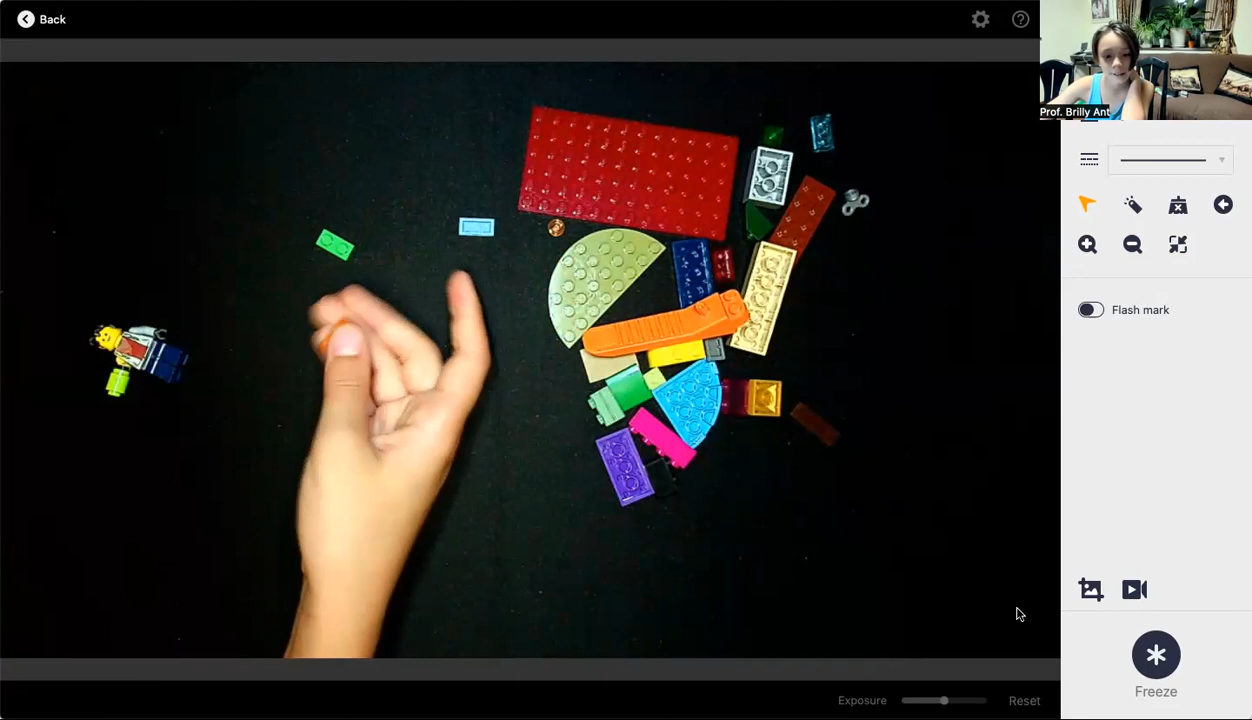 Back
Prof. Brilly Ant
Flash mark
Exposure
Reset
Freeze